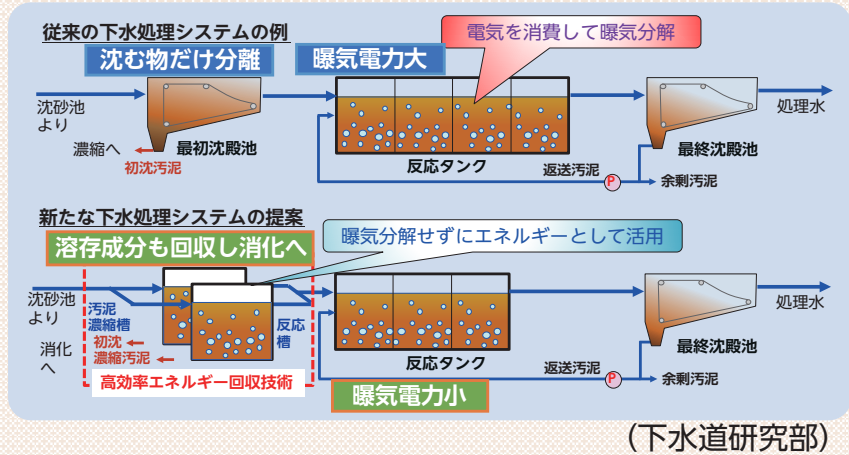 従来の下水処理システムの例
電気を消費して曝気分解
沈む物だけ分離
曝気電力大
沈砂池
より
処理水
濃縮へ
最初沈殿池
初沈汚泥
反応タンク
最終沈殿池
返送汚泥
P
余剰汚泥
新たな下水処理システムの提案
溶存成分も回収し消化へ
曝気分解せずにエネルギーとして活用
沈砂池
より
汚泥
濃縮槽
反応
槽
処理水
消化
へ
初沈
濃縮汚泥
反応タンク
最終沈殿池
高効率エネルギー回収技術
曝気電力小
返送汚泥
P
余剰汚泥
(下水道研究部)